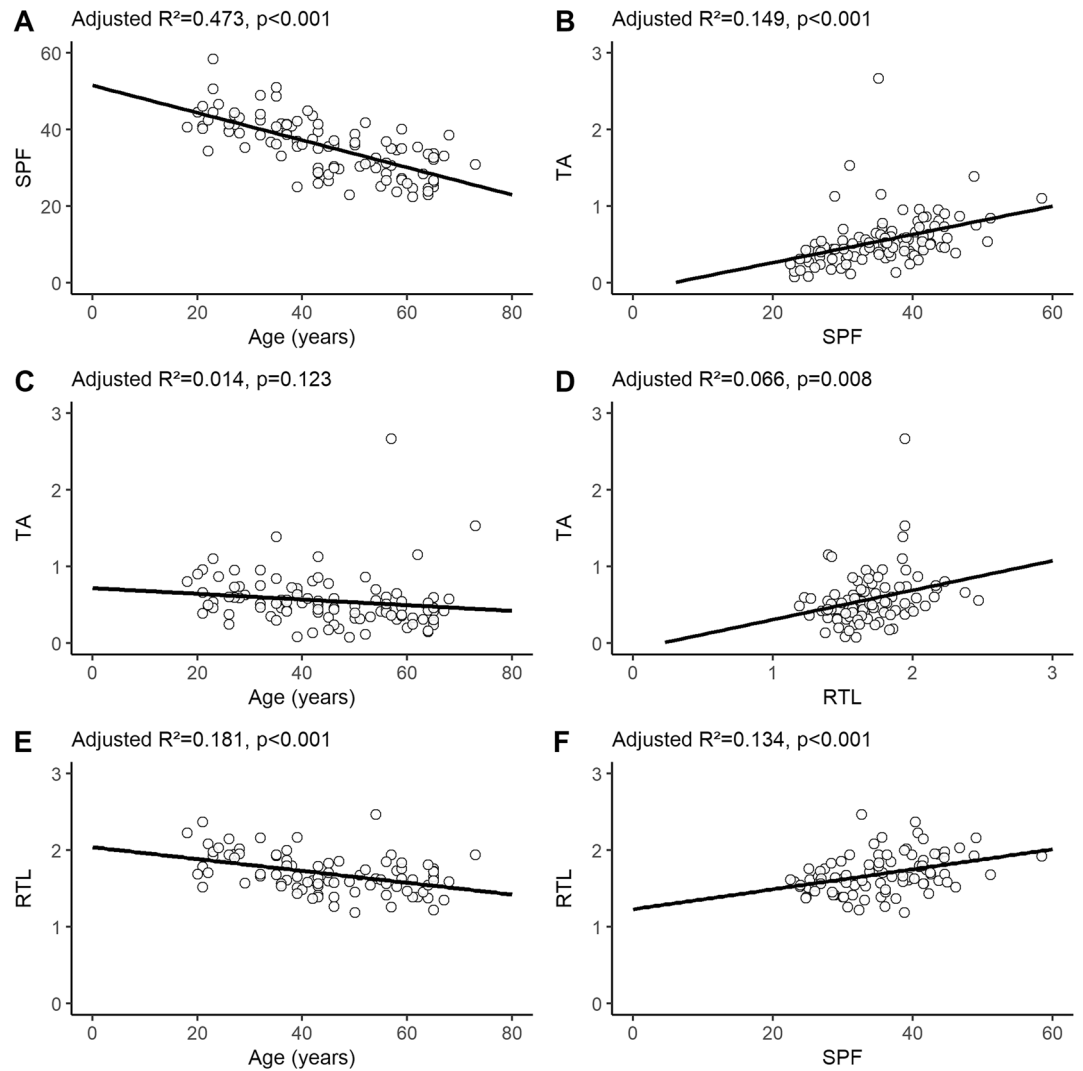 A Adjusted R²=0.473, p<0.001
60
40
20
0
SPF
0 20 40 60 80
Age (years)
B Adjusted R²=0.149, p<0.001
3
2
1
0
TA
0 20 40 60
SPF
C Adjusted R²=0.014, p=0.123
3
2
1
0
TA
0 20 40 60 80
Age (years)
D Adjusted R²=0.066, p=0.008
3
2
1
0
TA
0 1 2 3
RTL
E Adjusted R²=0.181, p<0.001
3
2
1
0
RTL
0 20 40 60 80
Age (years)
F Adjusted R²=0.134, p<0.001
3
2
1
0
RTL
0 20 40 60
SPF